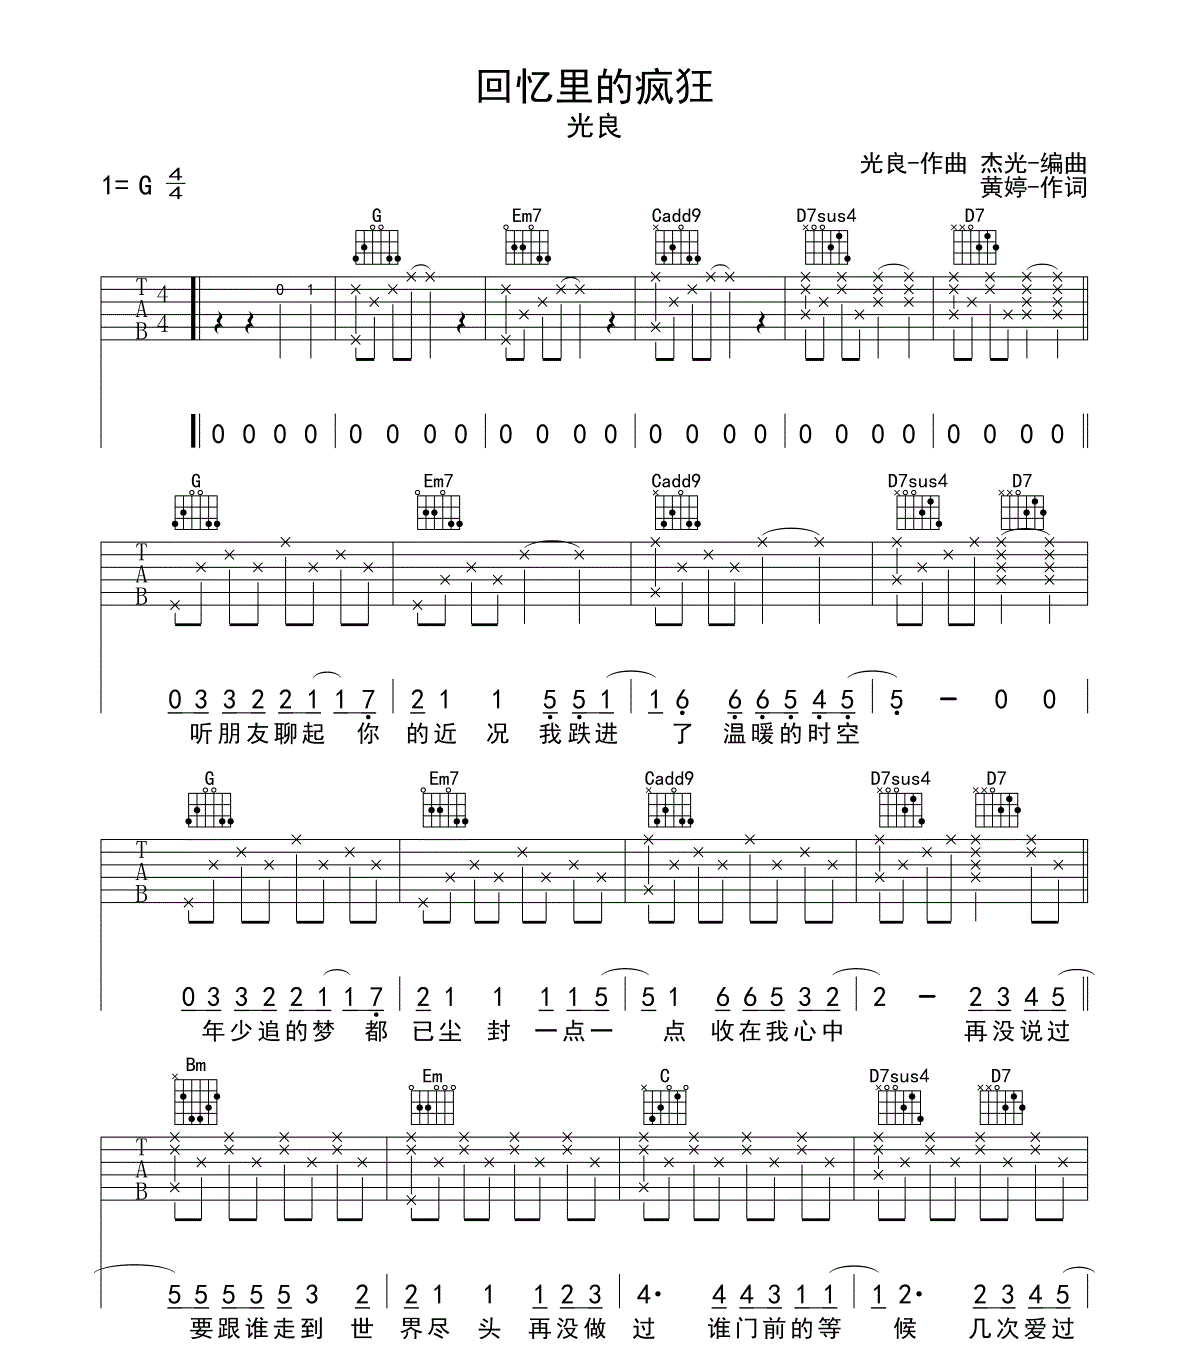 回忆里的疯狂
光良
光良-作曲 杰光-编曲
1= G 4/4 黄婷-作词
G Em7 Cadd9 D7sus4 D7
T A B 4 4 0 1
0 0 0 0 0 0 0 0 0 0 0 0 0 0 0 0 0 0 0 0 0 0 0 0
G Em7 Cadd9 D7sus4 D7
T A B
0 3 3 2 2 1 1 7 2 1 1 5 5 1 1 6 6 6 5 4 5 5 - 0 0
听朋友聊起 你 的近 况 我跌进 了 温暖的时空
G Em7 Cadd9 D7sus4 D7
T A B
0 3 3 2 2 1 1 7 2 1 1 1 1 5 5 1 6 6 5 3 2 2 - 2 3 4 5
年少追的梦 都 已尘 封 一点一 点 收在我心中 再没说过
Bm Em C D7sus4 D7
T A B
5 5 5 5 5 3 2 2 1 1 1 2 3 4· 4 4 3 1 1 1 2· 2 3 4 5
要跟谁走到 世 界尽 头 再没做 过 谁门前的等 候 几次爱过